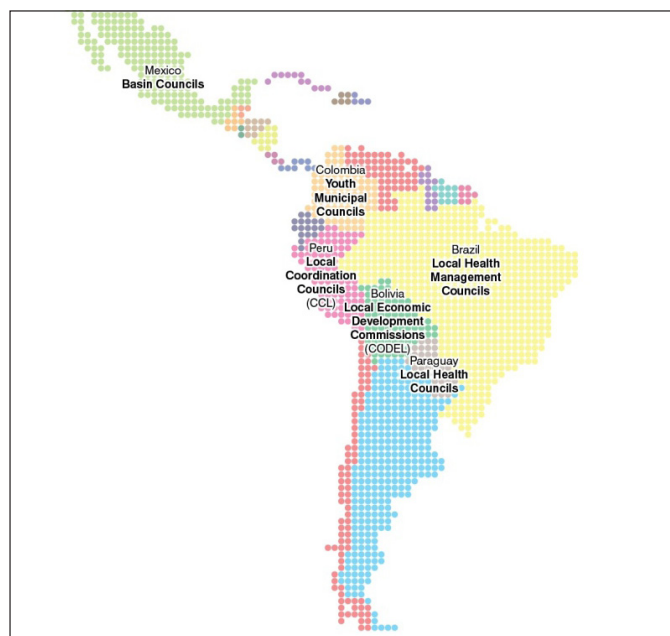 Mexico
Basin Councils
Colombia
Youth
Municipal
Councils
Peru
Local
Coordination
Councils
(CCL)
Brazil
Local Health
Management
Councils
Bolivia
Local Economic
Development
Commissions
(CODEL)
Paraguay
Local Health
Councils